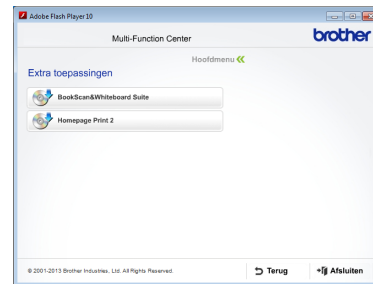 Adobe Flash Player 10
Multi-Function Center
brother
Hoofdmenu
Extra toepassingen
BookScan&Whiteboard Suite
Homepage Print 2
© 2001-2013 Brother Industries, Ltd. All Rights Reserved.
Terug
Afsluiten